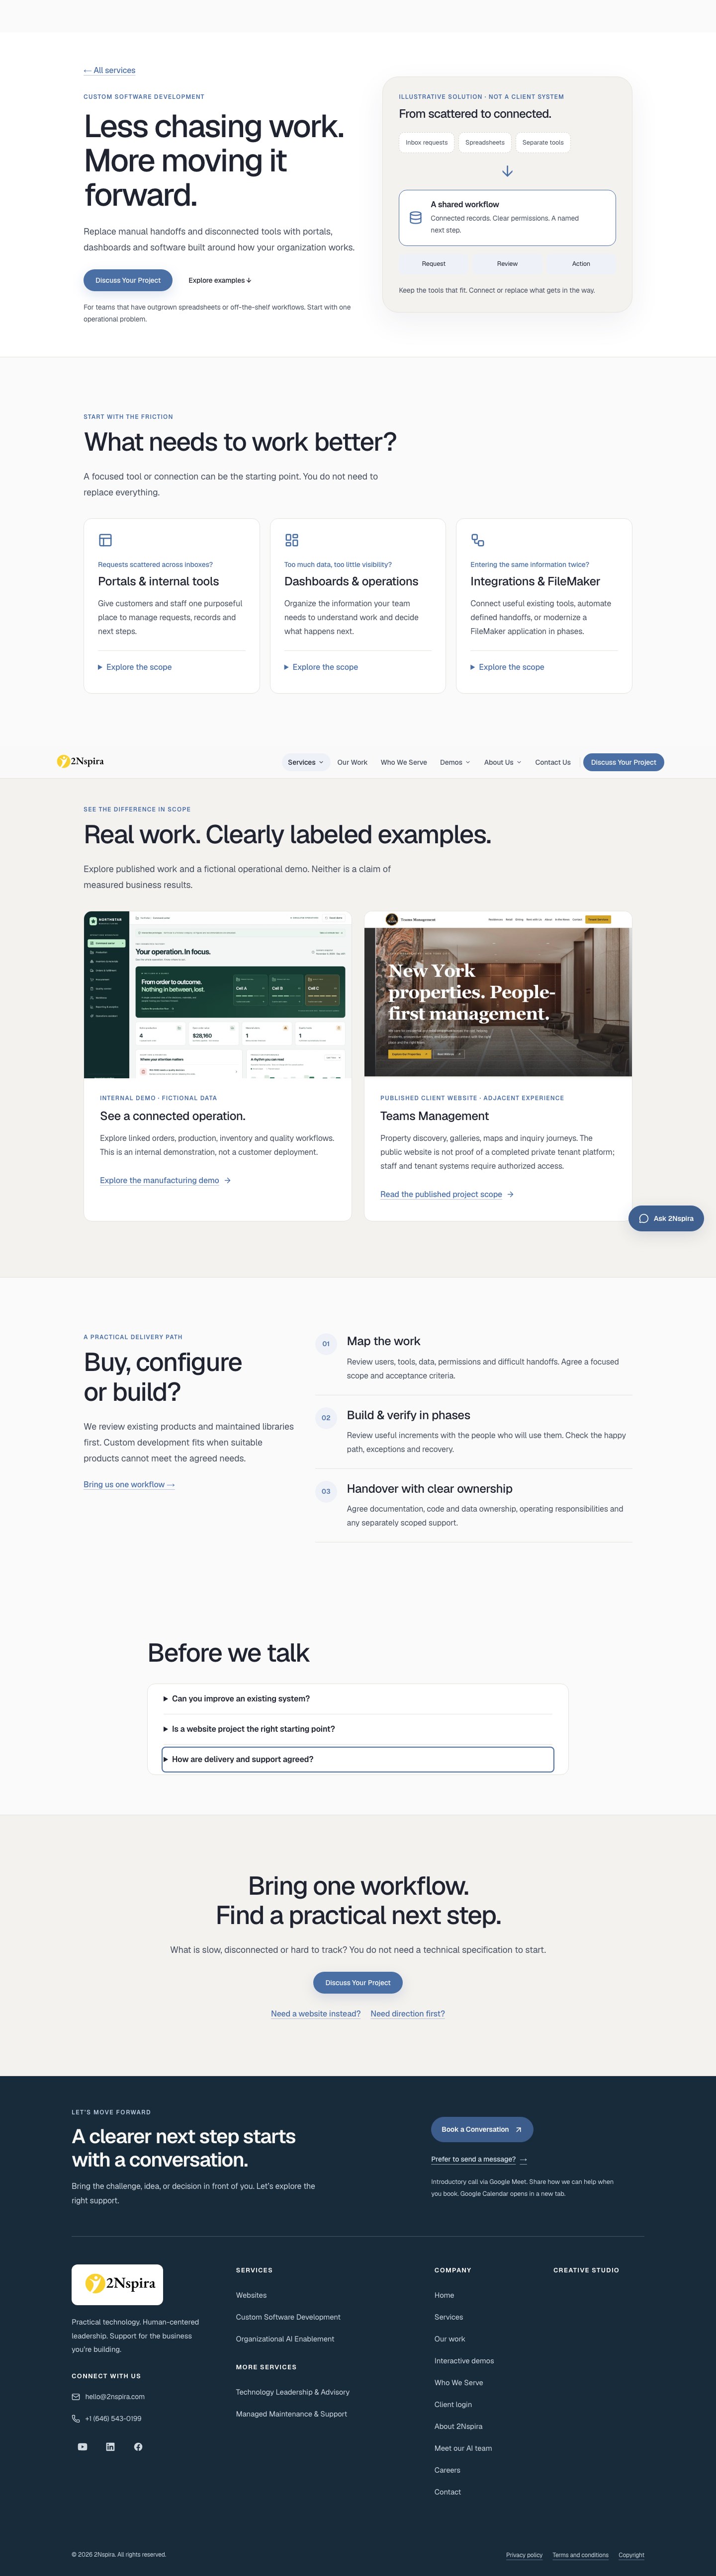 ← All services
CUSTOM SOFTWARE DEVELOPMENT
Less chasing work.
More moving it
forward.
Replace manual handoffs and disconnected tools with portals,
dashboards and software built around how your organization works.
Discuss Your Project
Explore examples ↓
For teams that have outgrown spreadsheets or off-the-shelf workflows. Start with one
operational problem.
ILLUSTRATIVE SOLUTION · NOT A CLIENT SYSTEM
From scattered to connected.
Inbox requests
Spreadsheets
Separate tools
A shared workflow
Connected records. Clear permissions. A named
next step.
Request
Review
Action
Keep the tools that fit. Connect or replace what gets in the way.
START WITH THE FRICTION
What needs to work better?
A focused tool or connection can be the starting point. You do not need to
replace everything.
Requests scattered across inboxes?
Portals & internal tools
Give customers and staff one purposeful
place to manage requests, records and
next steps.
Explore the scope
Too much data, too little visibility?
Dashboards & operations
Organize the information your team
needs to understand work and decide
what happens next.
Explore the scope
Entering the same information twice?
Integrations & FileMaker
Connect useful existing tools, automate
defined handoffs, or modernize a
FileMaker application in phases.
Explore the scope
2Nspira
Services
Our Work
Who We Serve
Demos
About Us
Contact Us
Discuss Your Project
SEE THE DIFFERENCE IN SCOPE
Real work. Clearly labeled examples.
Explore published work and a fictional operational demo. Neither is a claim of
measured business results.
NORTHSTAR
Your operation. In focus.
From order to outcome.
Nothing in between, lost.
Cell A
Cell B
Cell C
4
$28,160
1
1
Teams Management
New York
properties. People-
first management.
INTERNAL DEMO · FICTIONAL DATA
See a connected operation.
Explore linked orders, production, inventory and quality workflows.
This is an internal demonstration, not a customer deployment.
Explore the manufacturing demo →
PUBLISHED CLIENT WEBSITE · ADJACENT EXPERIENCE
Teams Management
Property discovery, galleries, maps and inquiry journeys. The
public website is not proof of a completed private tenant platform;
staff and tenant systems require authorized access.
Read the published project scope →
Ask 2Nspira
A PRACTICAL DELIVERY PATH
Buy, configure
or build?
We review existing products and maintained libraries
first. Custom development fits when suitable
products cannot meet the agreed needs.
Bring us one workflow →
01
Map the work
Review users, tools, data, permissions and difficult handoffs. Agree a focused
scope and acceptance criteria.
02
Build & verify in phases
Review useful increments with the people who will use them. Check the happy
path, exceptions and recovery.
03
Handover with clear ownership
Agree documentation, code and data ownership, operating responsibilities and
any separately scoped support.
Before we talk
Can you improve an existing system?
Is a website project the right starting point?
How are delivery and support agreed?
Bring one workflow.
Find a practical next step.
What is slow, disconnected or hard to track? You do not need a technical specification to start.
Discuss Your Project
Need a website instead?
Need direction first?
LET'S MOVE FORWARD
A clearer next step starts
with a conversation.
Bring the challenge, idea, or decision in front of you. Let's explore the
right support.
Book a Conversation
Prefer to send a message? →
Introductory call via Google Meet. Share how we can help when
you book. Google Calendar opens in a new tab.
2Nspira
Practical technology. Human-centered
leadership. Support for the business
you're building.
CONNECT WITH US
hello@2nspira.com
+1 (646) 543-0199
SERVICES
Websites
Custom Software Development
Organizational AI Enablement
MORE SERVICES
Technology Leadership & Advisory
Managed Maintenance & Support
COMPANY
Home
Services
Our work
Interactive demos
Who We Serve
Client login
About 2Nspira
Meet our AI team
Careers
Contact
CREATIVE STUDIO
© 2026 2Nspira. All rights reserved.
Privacy policy
Terms and conditions
Copyright